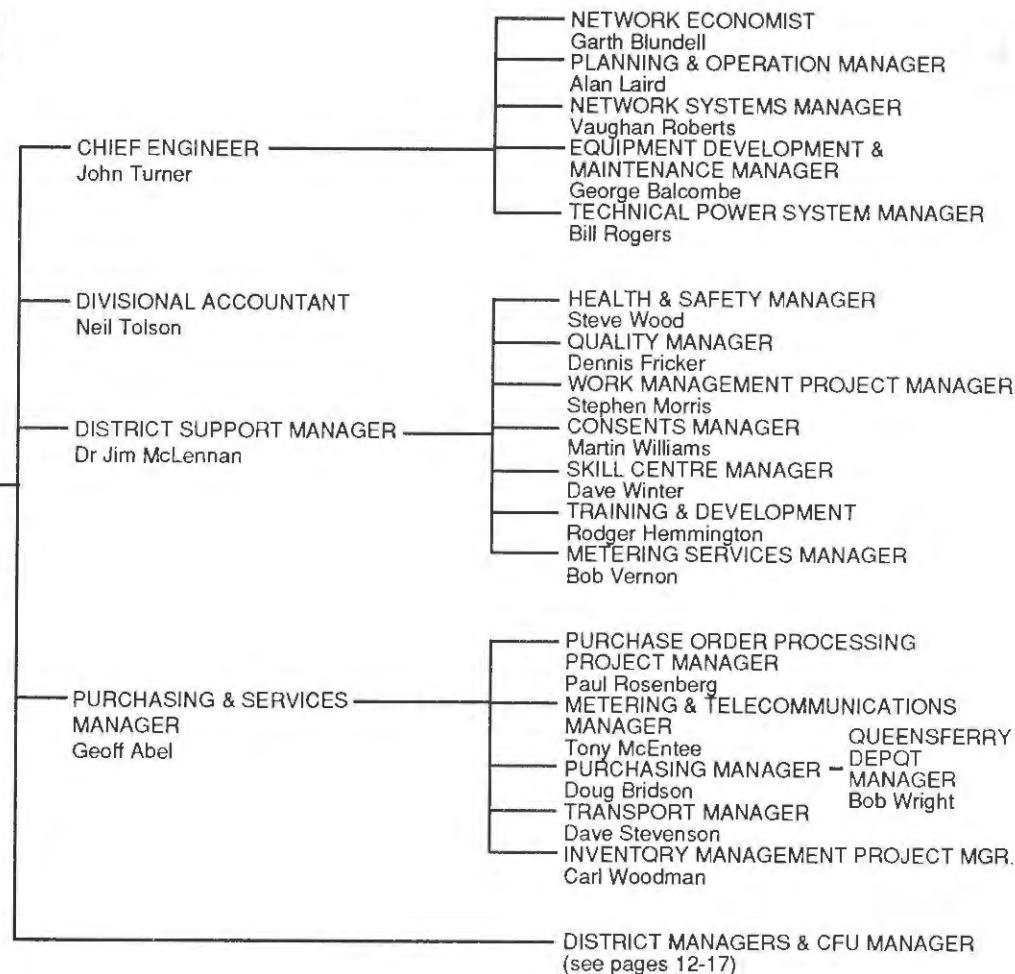 NETWORK ECONOMIST
Garth Blundell
PLANNING & OPERATION MANAGER
Alan Laird
NETWORK SYSTEMS MANAGER
Vaughan Roberts
EQUIPMENT DEVELOPMENT &
MAINTENANCE MANAGER
George Balcombe
TECHNICAL POWER SYSTEM MANAGER
Bill Rogers
CHIEF ENGINEER
John Turner
DIVISIONAL ACCOUNTANT
Neil Tolson
HEALTH & SAFETY MANAGER
Steve Wood
QUALITY MANAGER
Dennis Fricker
WORK MANAGEMENT PROJECT MANAGER
Stephen Morris
CONSENTS MANAGER
Martin Williams
SKILL CENTRE MANAGER
Dave Winter
TRAINING & DEVELOPMENT
Rodger Hemmington
METERING SERVICES MANAGER
Bob Vernon
DISTRICT SUPPORT MANAGER
Dr Jim McLennan
PURCHASE ORDER PROCESSING
PROJECT MANAGER
Paul Rosenberg
METERING & TELECOMMUNICATIONS
MANAGER
Tony McEntee
PURCHASING MANAGER
Doug Bridson
QUEENSFERRY
DEPOT
MANAGER
Bob Wright
TRANSPORT MANAGER
Dave Stevenson
INVENTORY MANAGEMENT PROJECT MGR.
Carl Woodman
PURCHASING & SERVICES
MANAGER
Geoff Abel
DISTRICT MANAGERS & CFU MANAGER
(see pages 12-17)